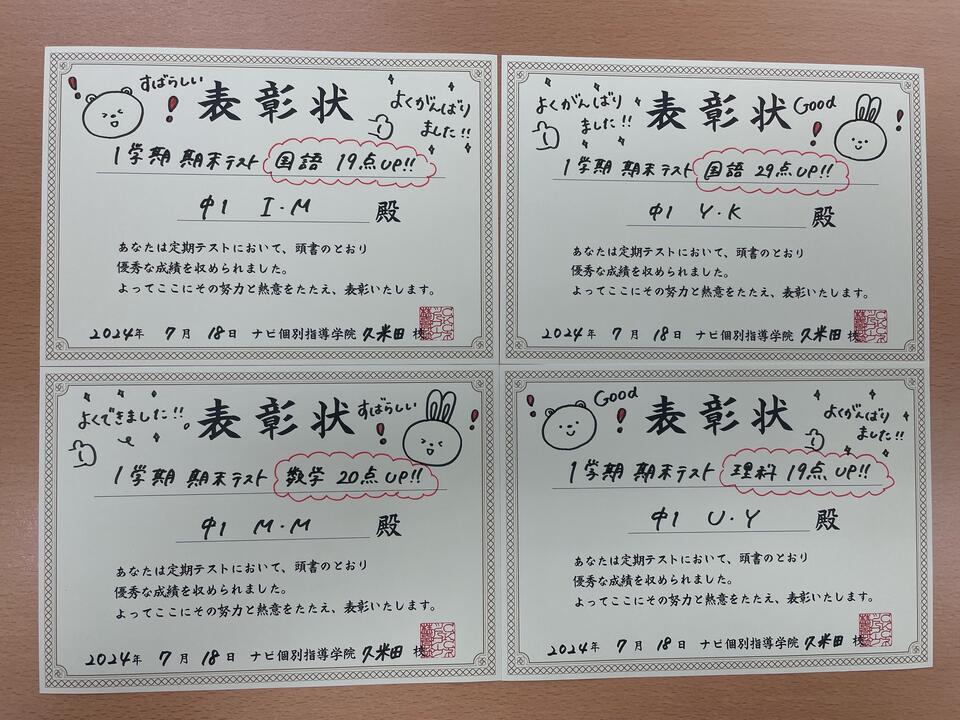 すばらしい
表彰状
よくがんばり
ました!!
1学期 期末テスト 国語 19点UP!!
中1 I・M 殿
あなたは定期テストにおいて、頭書のとおり
優秀な成績を収められました。
よってここにその努力と熱意をたたえ、表彰いたします。
2024年 7月 18日 ナビ個別指導学院 久米田 校
よくがんばり
ました!!
表彰状
Good
1学期 期末テスト 国語 29点UP!!
中1 Y・K 殿
あなたは定期テストにおいて、頭書のとおり
優秀な成績を収められました。
よってここにその努力と熱意をたたえ、表彰いたします。
2024年 7月 18日 ナビ個別指導学院 久米田 校
よくできました!!
表彰状
すばらしい
1学期 期末テスト 数学 20点UP!!
中1 M・M 殿
あなたは定期テストにおいて、頭書のとおり
優秀な成績を収められました。
よってここにその努力と熱意をたたえ、表彰いたします。
2024年 7月 18日 ナビ個別指導学院 久米田 校
Good
表彰状
よくがんばり
ました!!
1学期 期末テスト 理科 19点UP!!
中1 U・Y 殿
あなたは定期テストにおいて、頭書のとおり
優秀な成績を収められました。
よってここにその努力と熱意をたたえ、表彰いたします。
2024年 7月 18日 ナビ個別指導学院 久米田 校